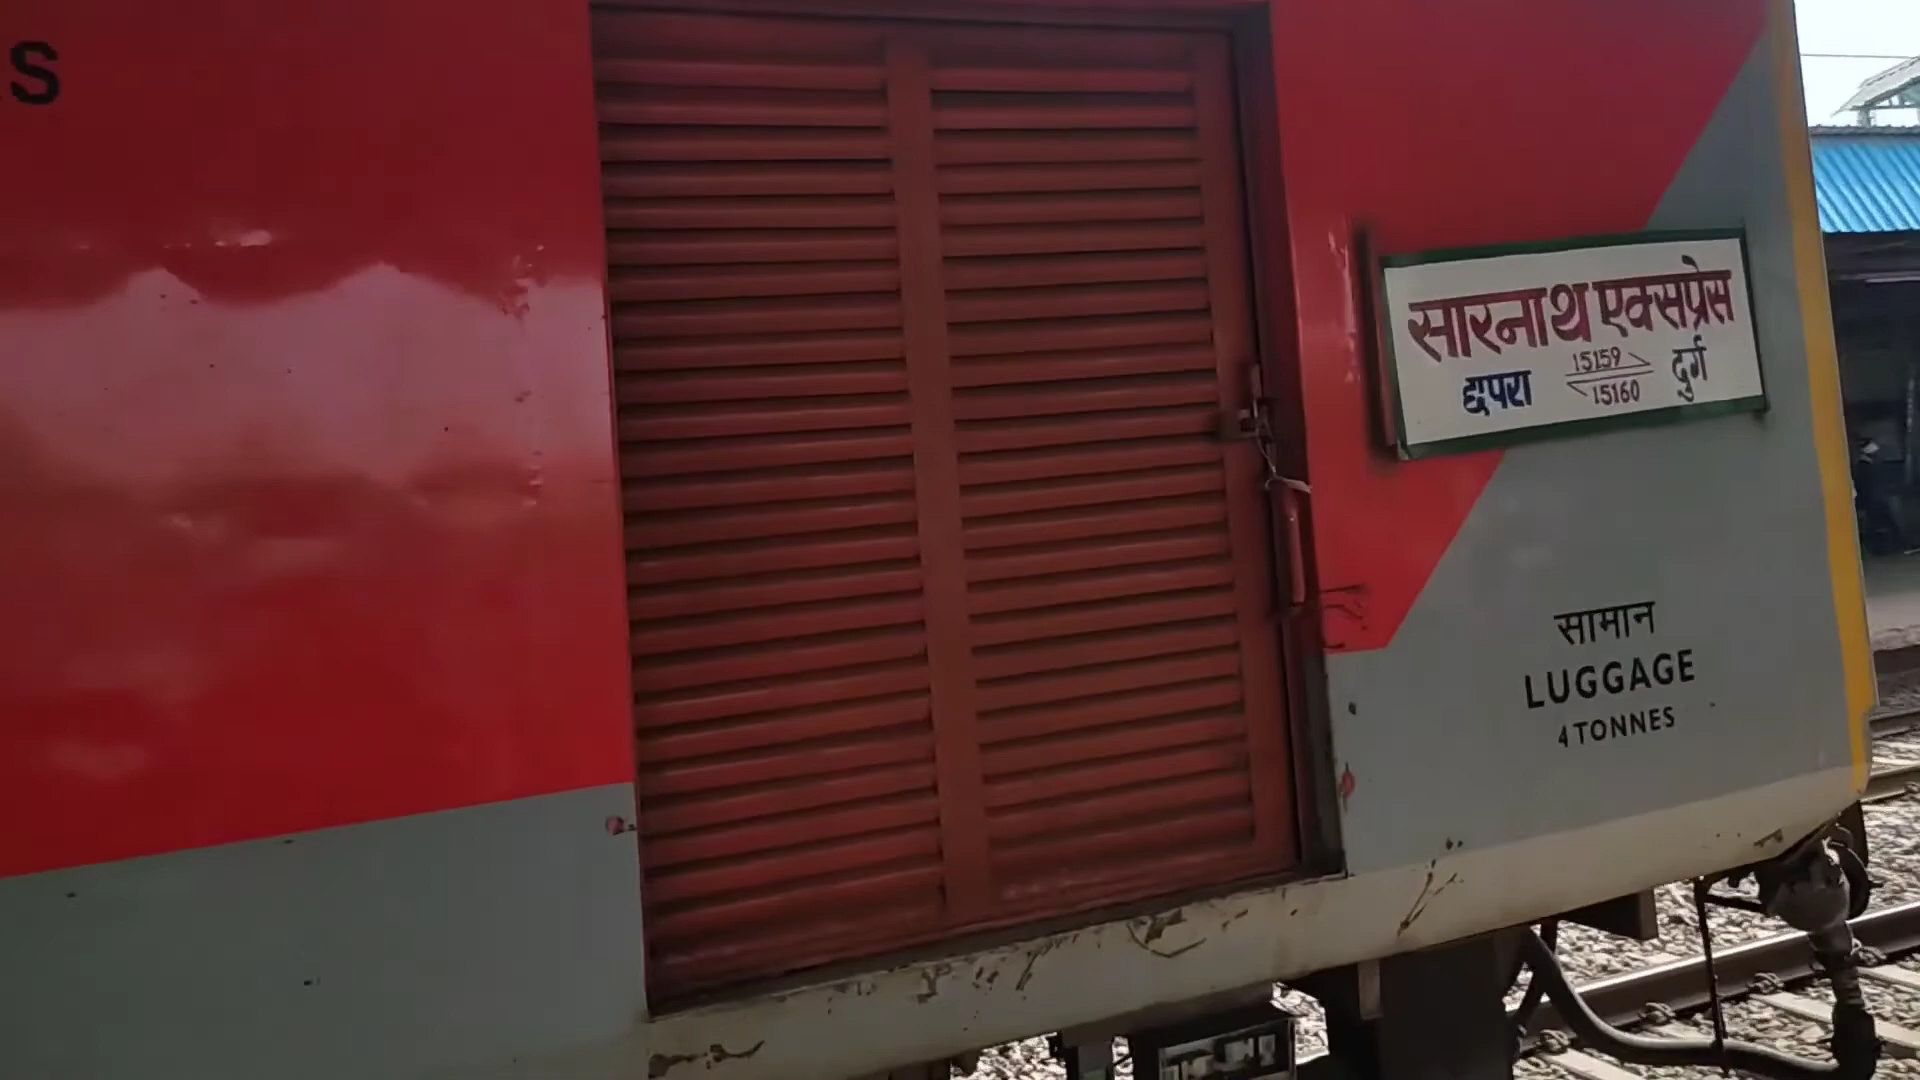 सारनाथ एक्सप्रेस
छपरा 15159 दुर्ग
15160
सामान
LUGGAGE
4 TONNES